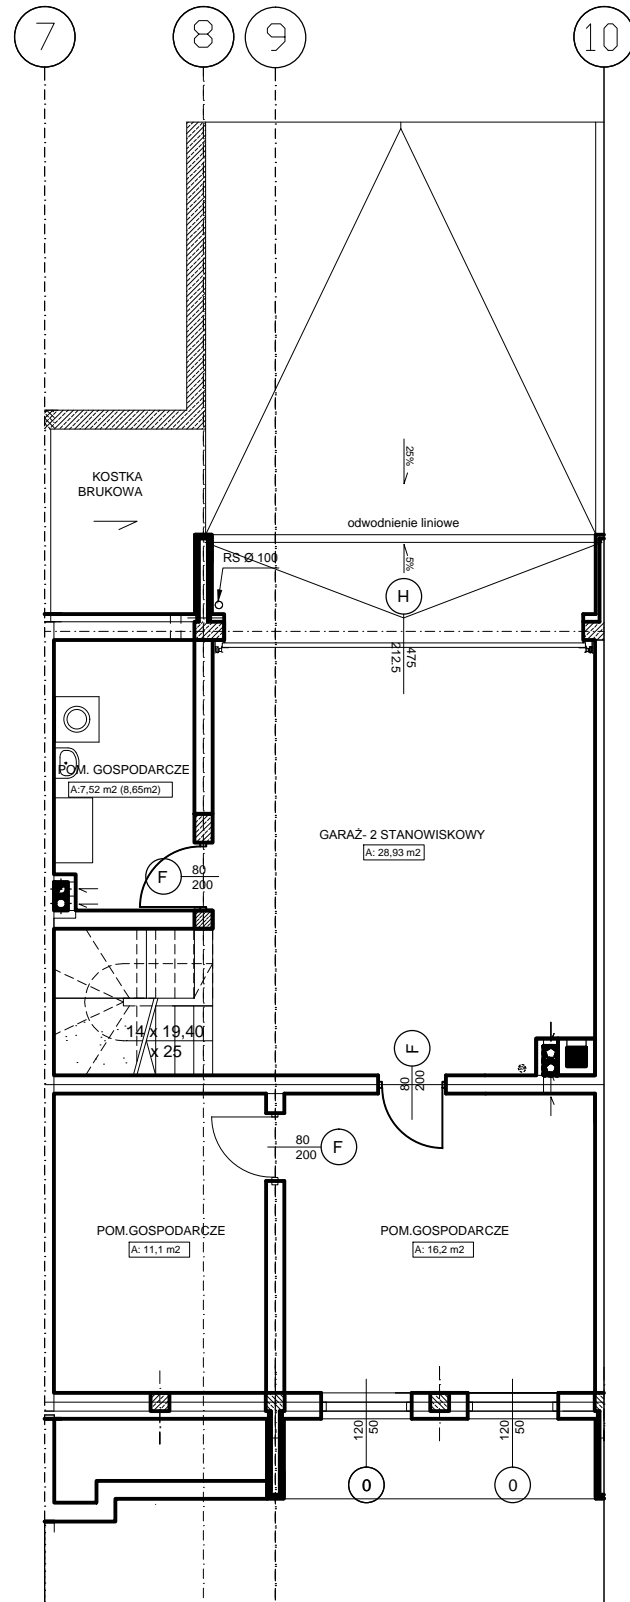 7
8
9
10
KOSTKA
BRUKOWA
25%
odwodnienie liniowe
5%
RS Ø 100
H
475
212.5
POM. GOSPODARCZE
A:7,52 m2 (8,65m2)
GARAŻ- 2 STANOWISKOWY
A: 28,93 m2
F
80
200
14 x 19,40
x 25
F
80
200
80
200
F
POM.GOSPODARCZE
A: 11,1 m2
POM.GOSPODARCZE
A: 16,2 m2
120
50
120
50
0
0